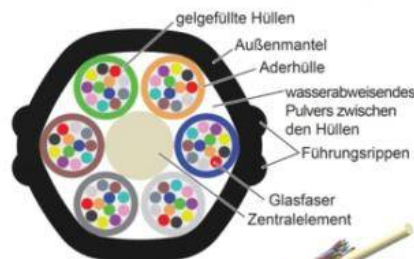 gelgefüllte Hüllen
Außenmantel
Aderhülle
wasserabweisendes
Pulvers zwischen
den Hüllen
Führungsrippen
Glasfaser
Zentralelement